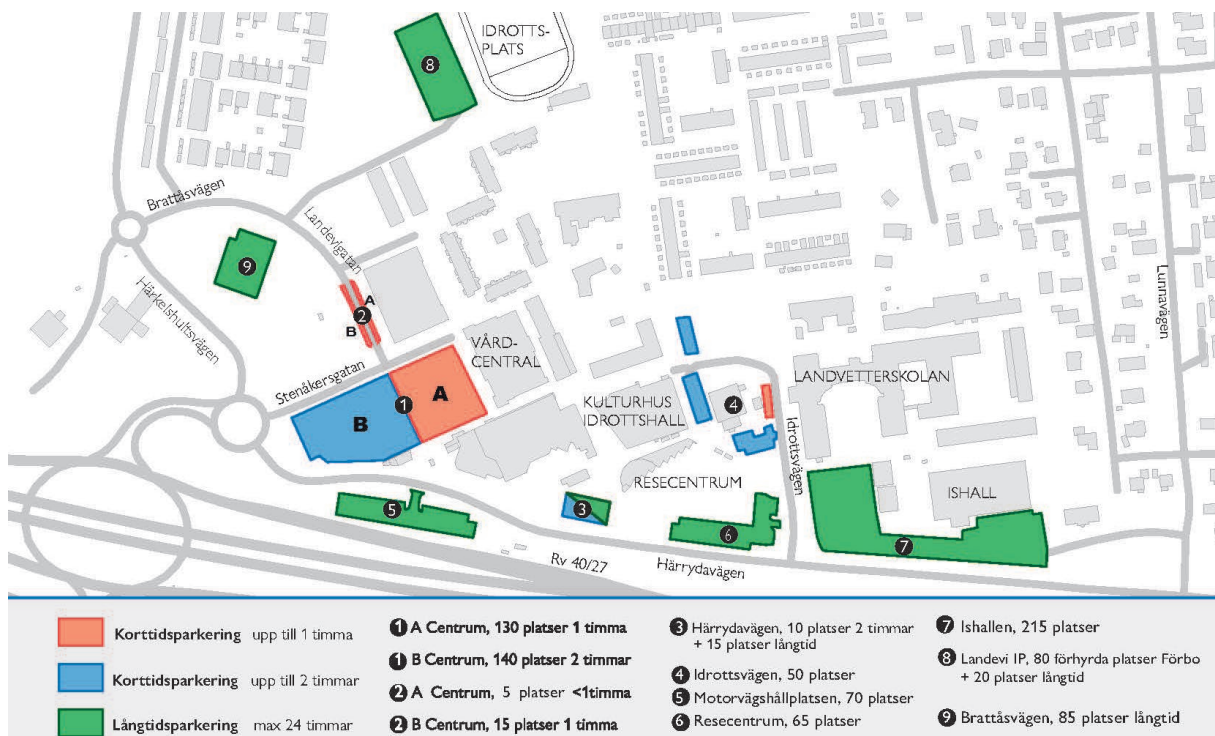 IDROTTS-
PLATS
8
Brattåsvägen
Landevigatan
9
Härkelshultsvägen
A
2
B
Stenåkersgatan
VÅRD-
CENTRAL
1
A
B
KULTURHUS
IDROTTSHALL
4
LANDVETTERSKOLAN
Lunnavägen
Idrottsvägen
RESECENTRUM
ISHALL
5
3
6
7
Rv 40/27
Härrydavägen
Korttidsparkering upp till 1 timma
Korttidsparkering upp till 2 timmar
Långtidsparkering max 24 timmar
1 A Centrum, 130 platser 1 timma
1 B Centrum, 140 platser 2 timmar
2 A Centrum, 5 platser <1timma
2 B Centrum, 15 platser 1 timma
3 Härrydavägen, 10 platser 2 timmar
+ 15 platser långtid
4 Idrottsvägen, 50 platser
5 Motorvägshållplatsen, 70 platser
6 Resecentrum, 65 platser
7 Ishallen, 215 platser
8 Landevi IP, 80 förhyrda platser Förbo
+ 20 platser långtid
9 Brattåsvägen, 85 platser långtid